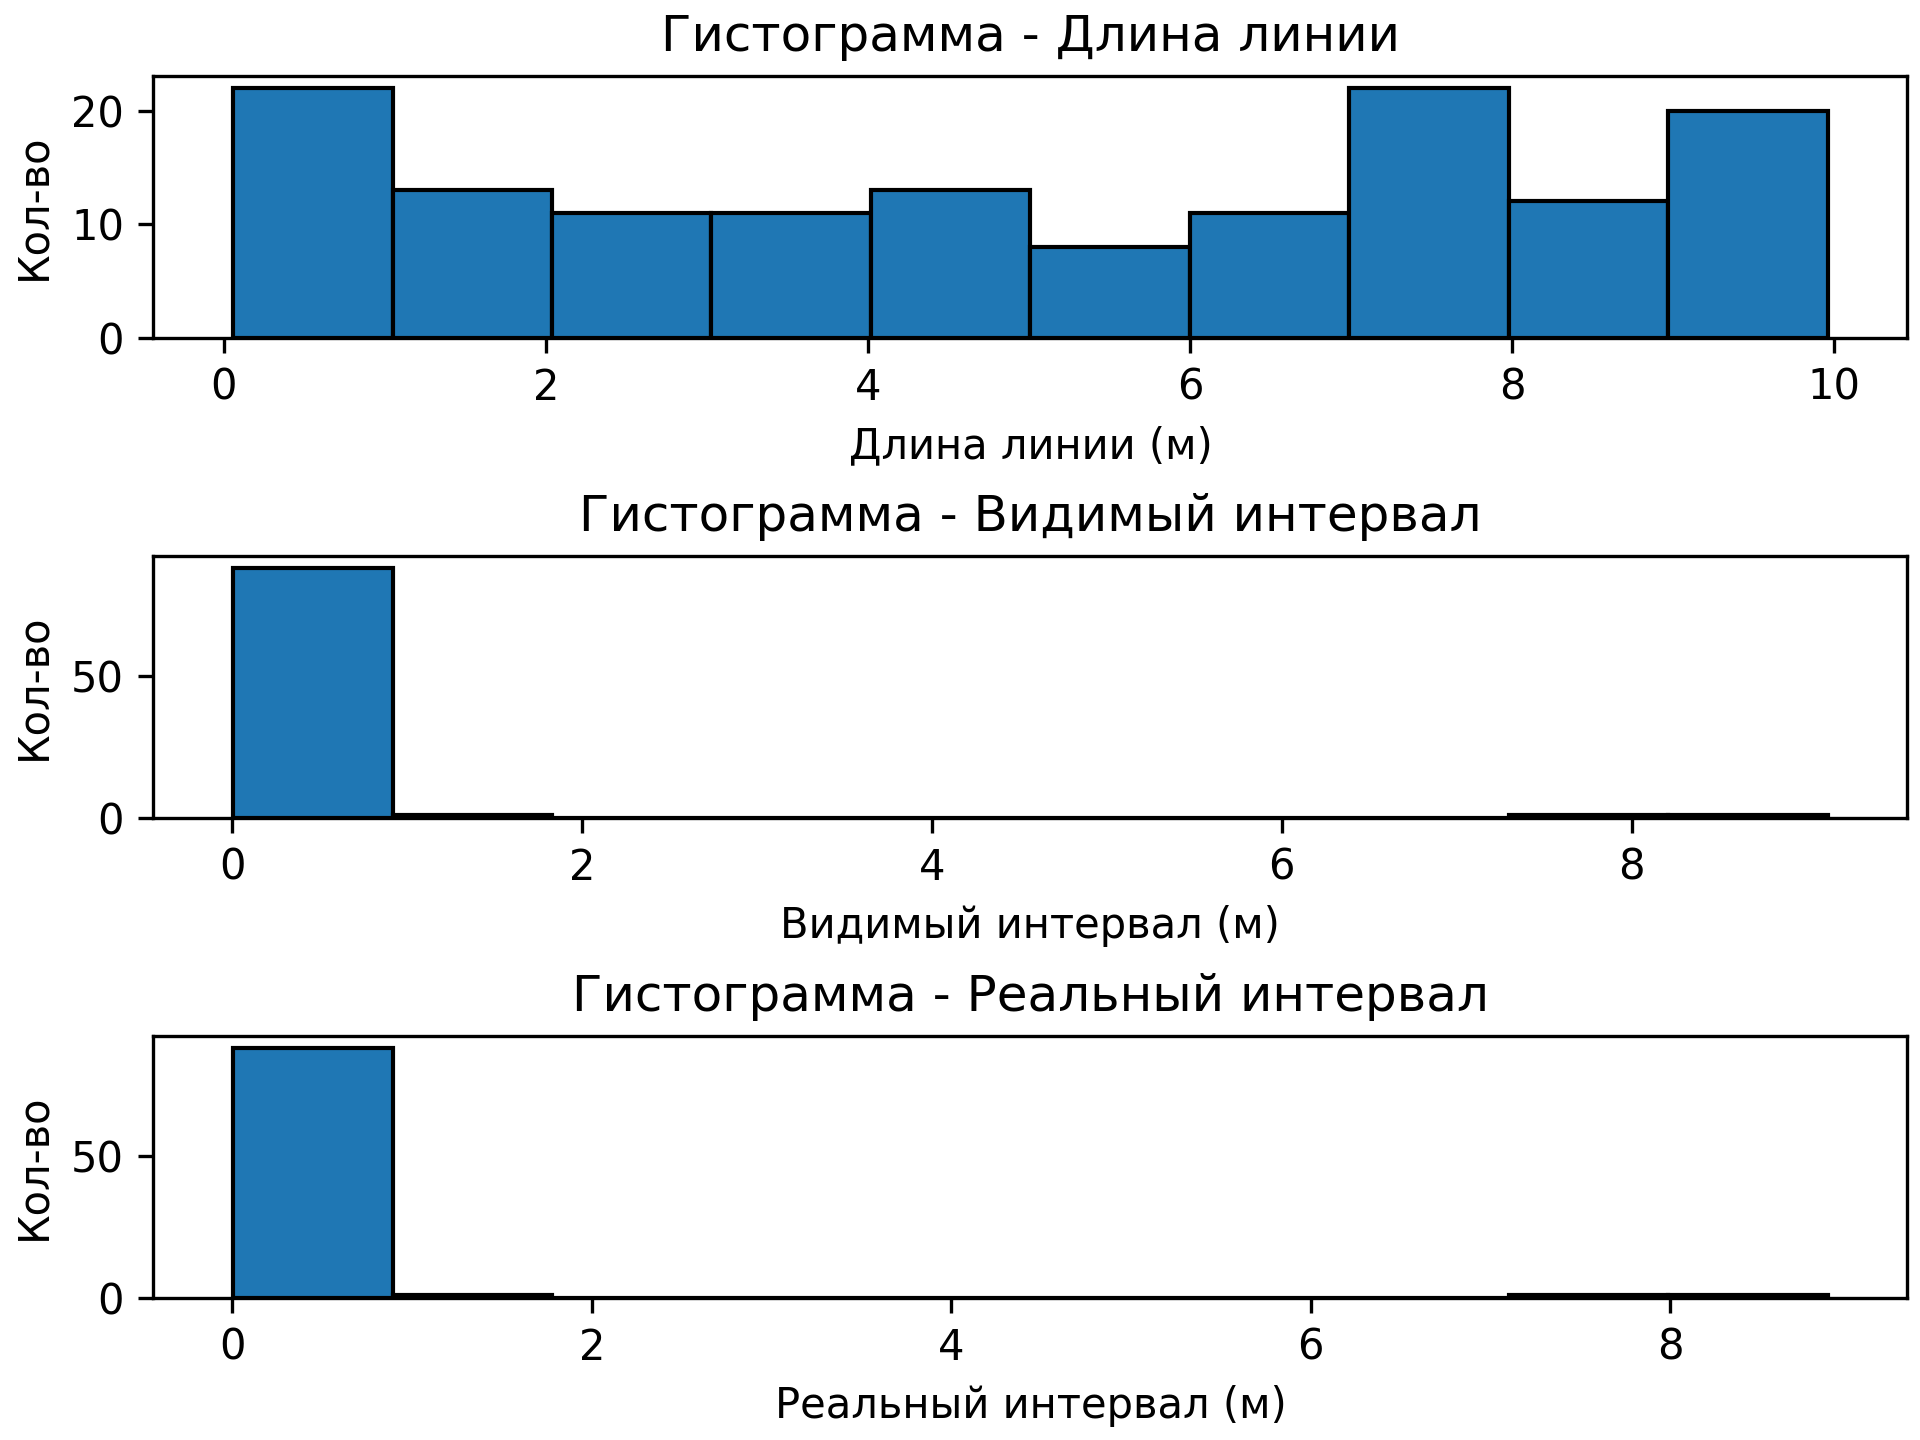 Гистограмма - Длина линии
Кол-во
20
10
0
0 2 4 6 8 10
Длина линии (м)
Гистограмма - Видимый интервал
Кол-во
50
0
0 2 4 6 8
Видимый интервал (м)
Гистограмма - Реальный интервал
Кол-во
50
0
0 2 4 6 8
Реальный интервал (м)